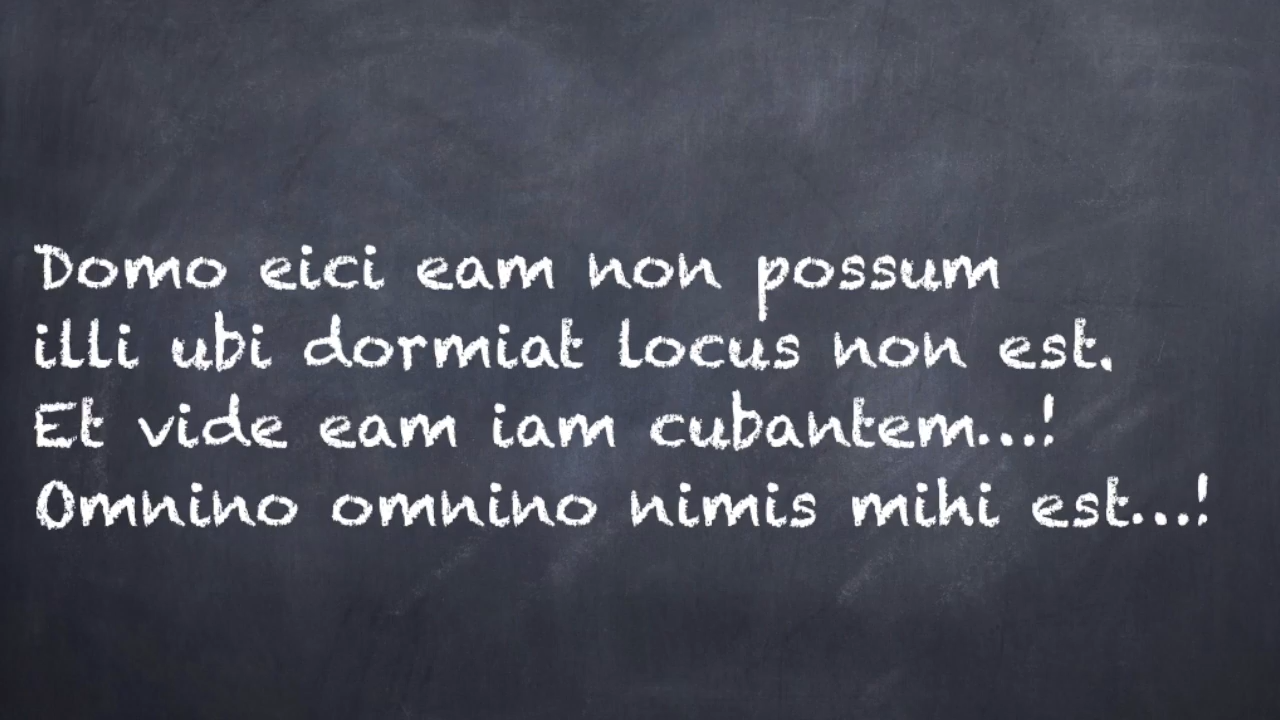 Domo eici eam non possum
illi ubi dormiat locus non est.
Et vide eam iam cubantem...!
Omnino omnino nimis mihi est...!